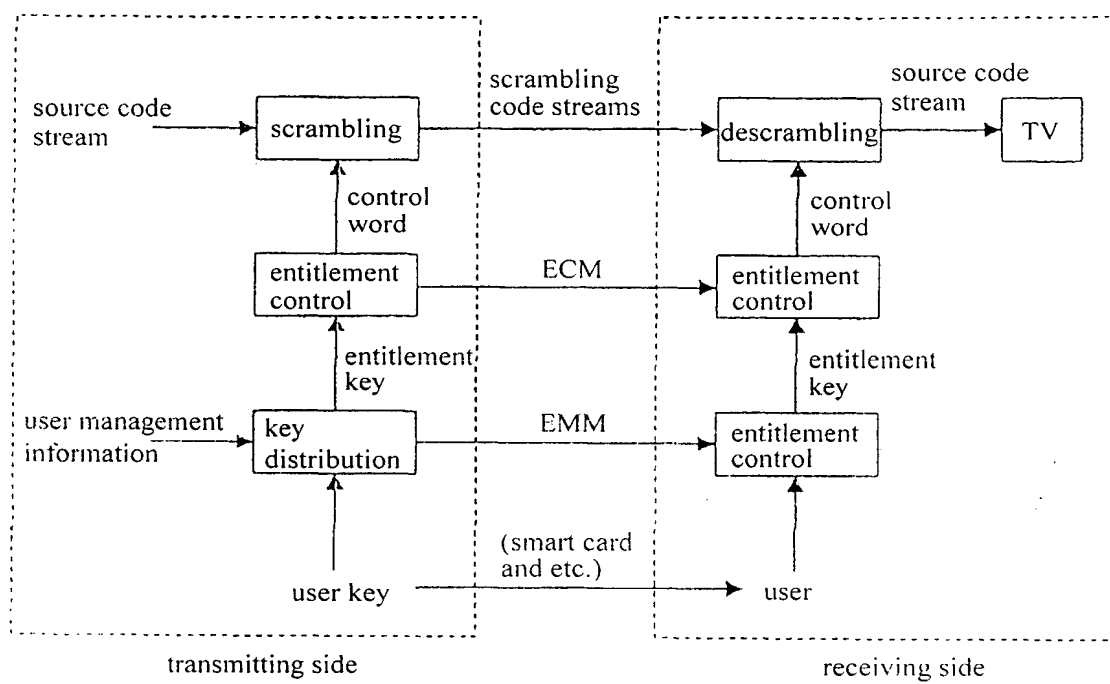 source code
stream
scrambling
scrambling
code streams
descrambling
source code
stream
TV
control
word
control
word
entitlement
control
ECM
entitlement
control
entitlement
key
entitlement
key
user management
information
key
distribution
EMM
entitlement
control
user key
(smart card
and etc.)
user
transmitting side
receiving side